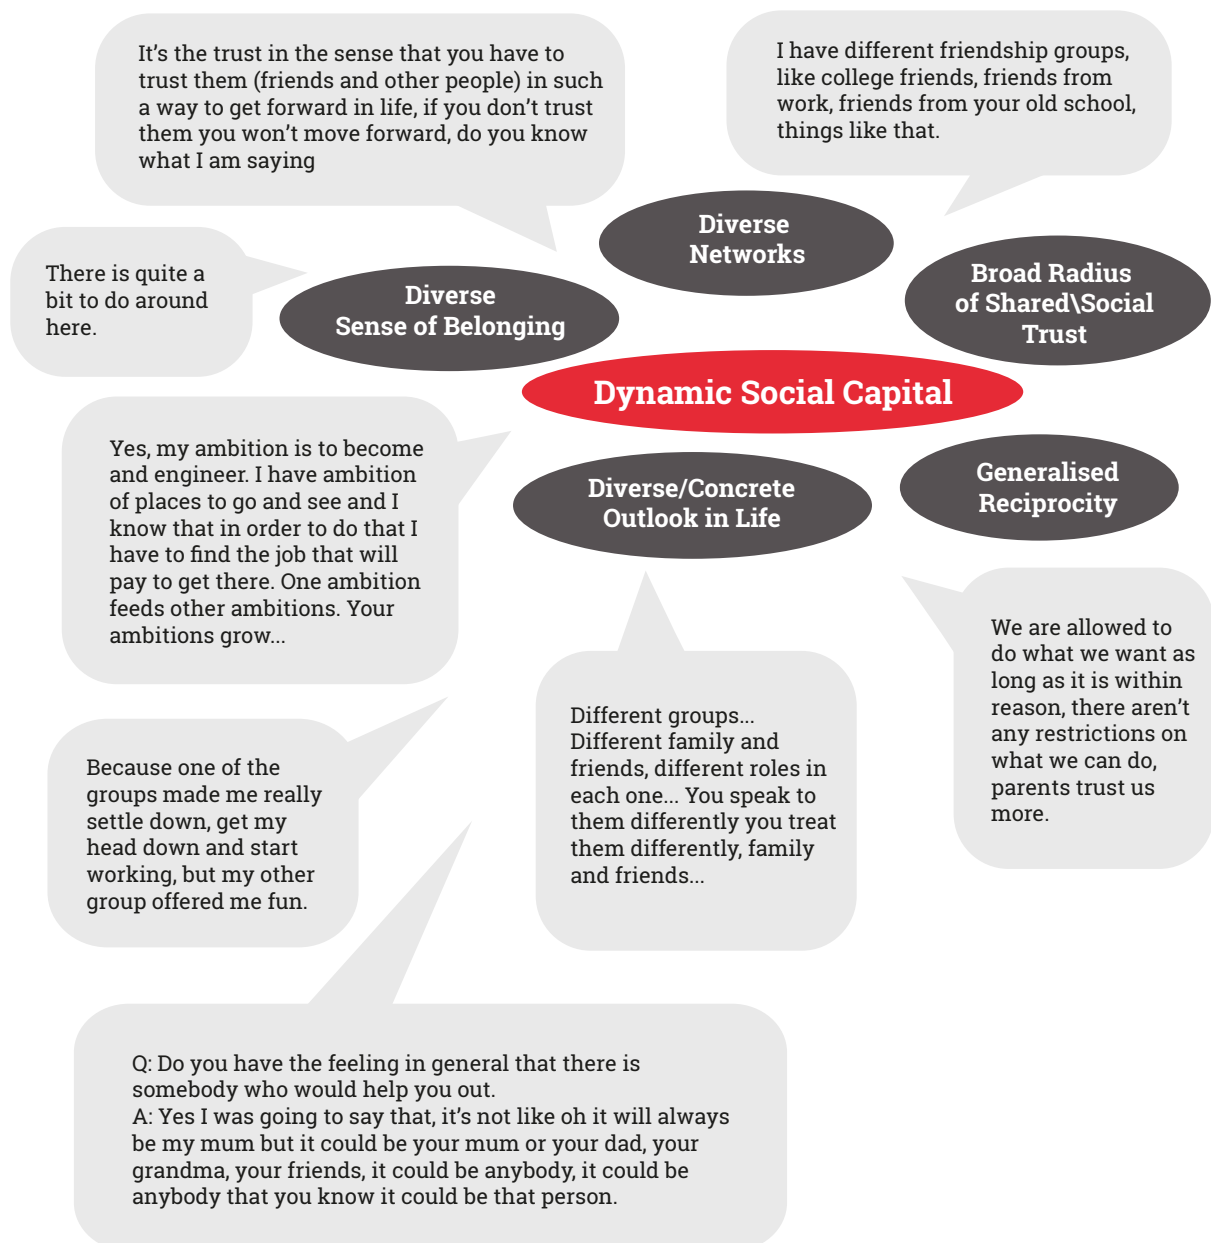 It’s the trust in the sense that you have to
trust them (friends and other people) in such
a way to get forward in life, if you don’t trust
them you won’t move forward, do you know
what I am saying
I have different friendship groups,
like college friends, friends from
work, friends from your old school,
things like that.
Diverse
Networks
There is quite a
bit to do around
here.
Diverse
Sense of Belonging
Broad Radius
of Shared\Social
Trust
Dynamic Social Capital
Yes, my ambition is to become
and engineer. I have ambition
of places to go and see and I
know that in order to do that I
have to find the job that will
pay to get there. One ambition
feeds other ambitions. Your
ambitions grow...
Diverse/Concrete
Outlook in Life
Generalised
Reciprocity
We are allowed to
do what we want as
long as it is within
reason, there aren’t
any restrictions on
what we can do,
parents trust us
more.
Different groups...
Different family and
friends, different roles in
each one... You speak to
them differently you treat
them differently, family
and friends...
Because one of the
groups made me really
settle down, get my
head down and start
working, but my other
group offered me fun.
Q: Do you have the feeling in general that there is
somebody who would help you out.
A: Yes I was going to say that, it’s not like oh it will always
be my mum but it could be your mum or your dad, your
grandma, your friends, it could be anybody, it could be
anybody that you know it could be that person.